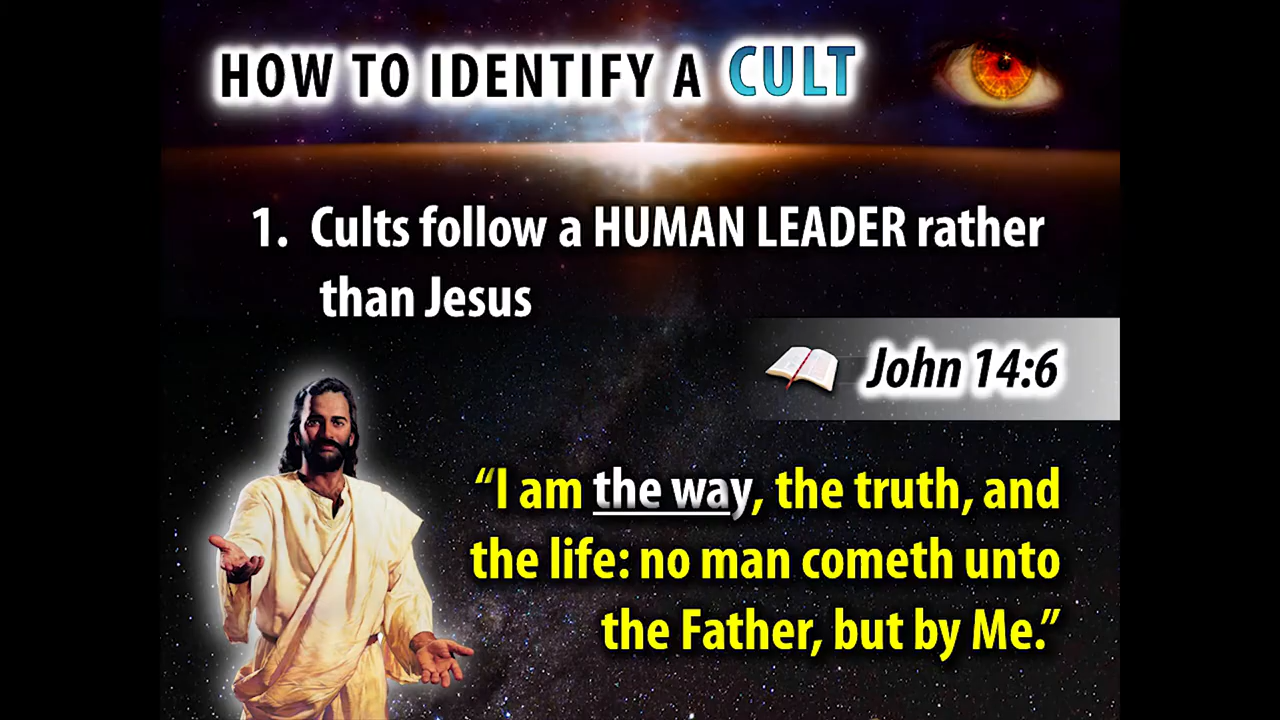 HOW TO IDENTIFY A CULT
1. Cults follow a HUMAN LEADER rather
than Jesus
John 14:6
“I am the way, the truth, and
the life: no man cometh unto
the Father, but by Me.”